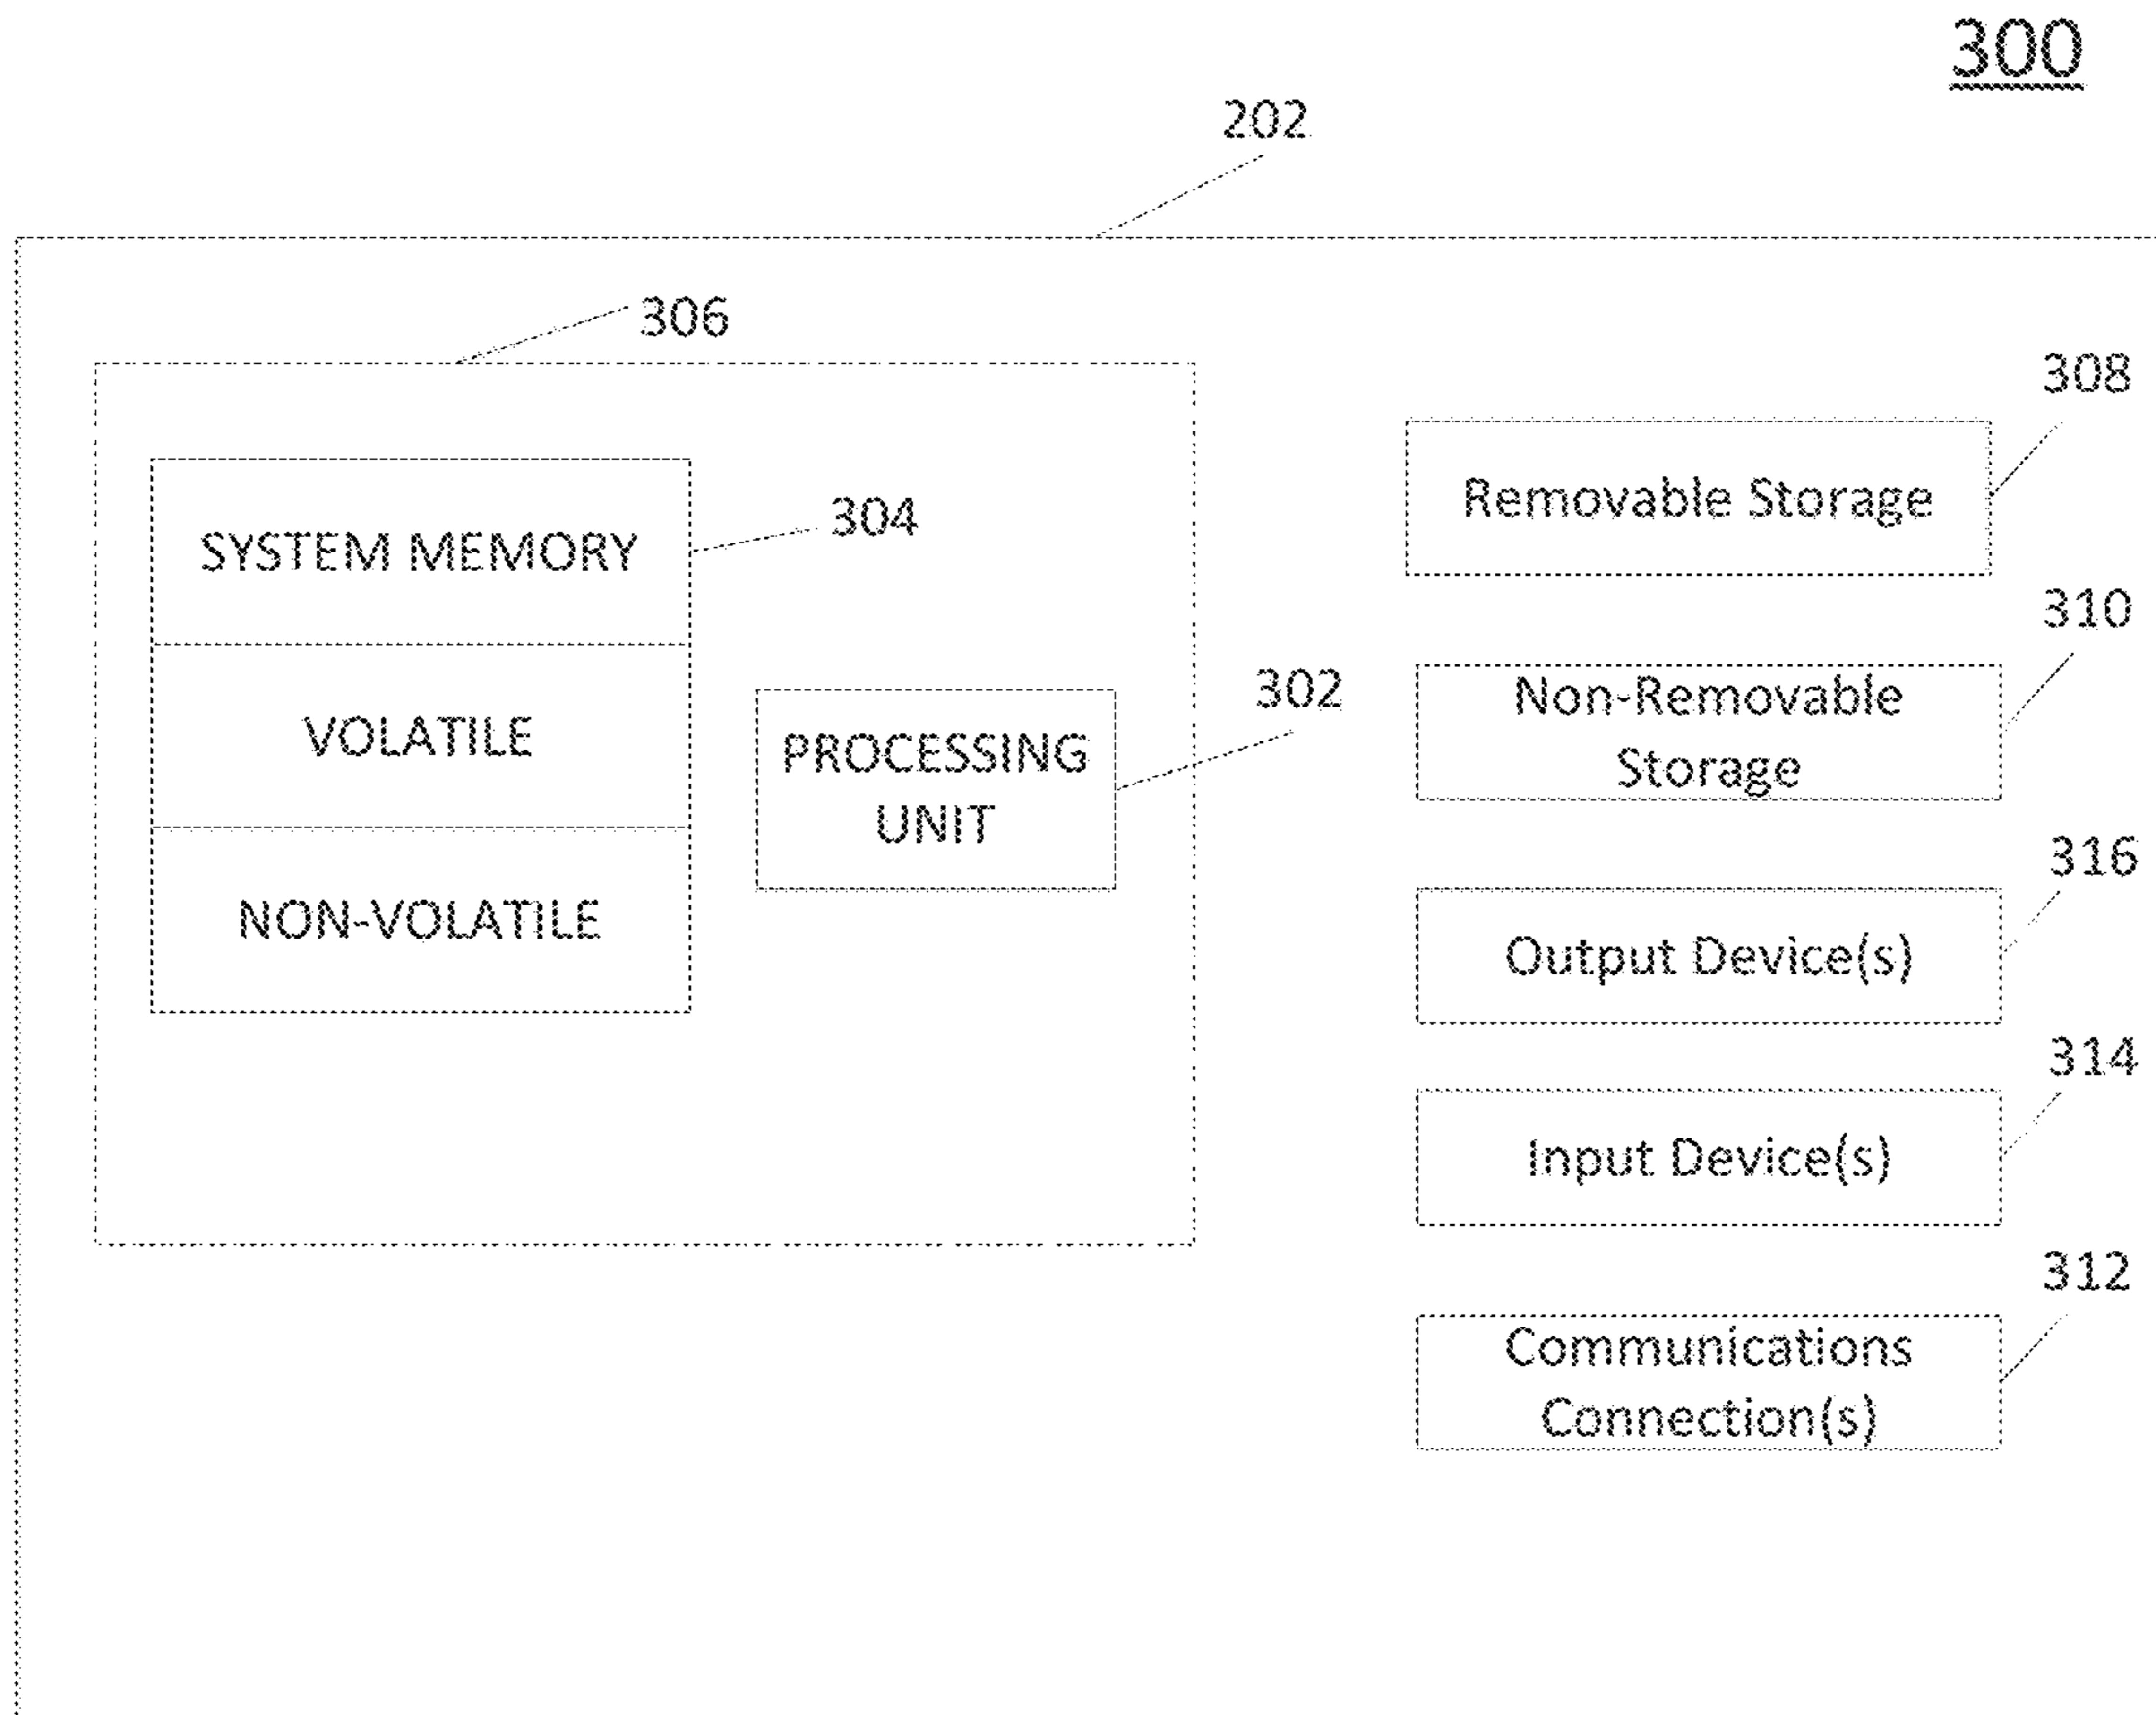 300
202
306
308
SYSTEM MEMORY
304
Removable Storage
310
VOLATILE
302
PROCESSING
UNIT
Non-Removable
Storage
NON-VOLATILE
316
Output Device(s)
314
Input Device(s)
312
Communications
Connection(s)